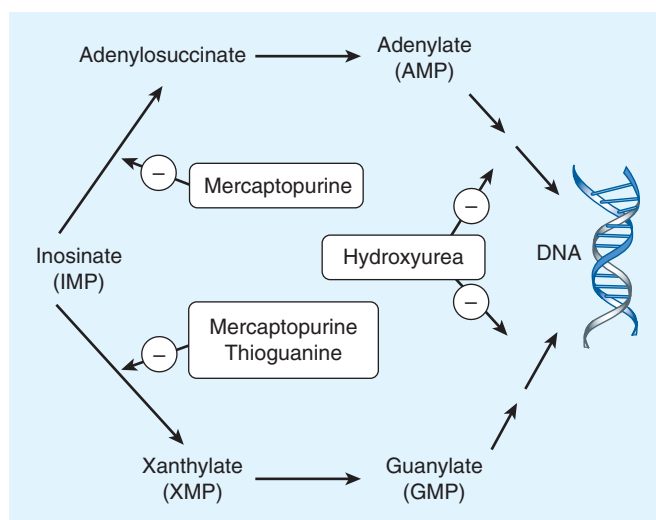 Adenylosuccinate
Adenylate
(AMP)
−
Mercaptopurine
−
Inosinate
(IMP)
Hydroxyurea
DNA
−
−
Mercaptopurine
Thioguanine
Xanthylate
(XMP)
Guanylate
(GMP)